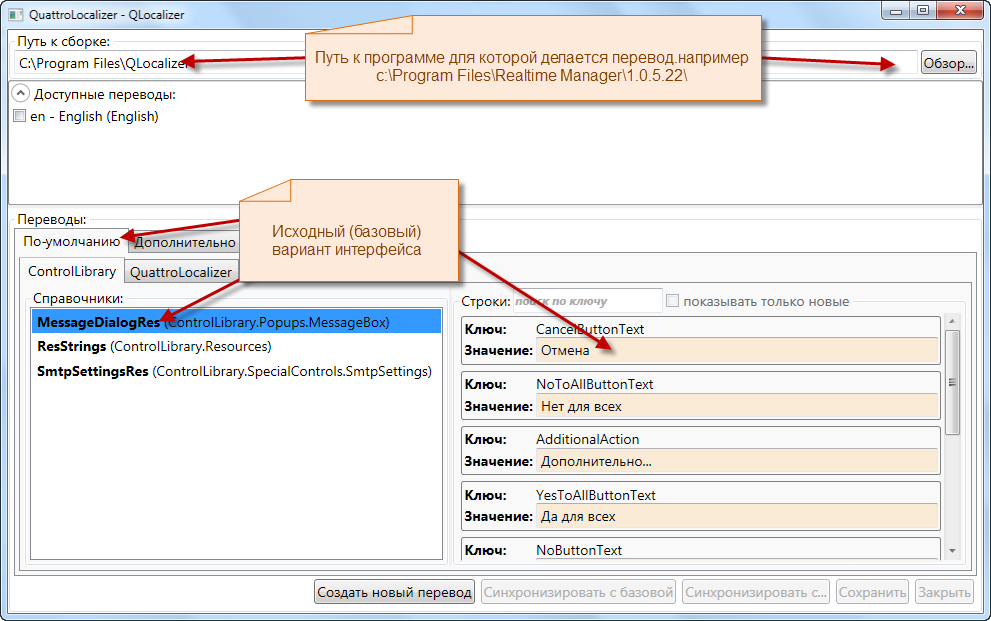 QuattroLocalizer - QLocalizer
Путь к сборке:
C:\Program Files\QLocalizer
Обзор...
Путь к программе для которой делается перевод.например
c:\Program Files\Realtime Manager\1.0.5.22\
Доступные переводы:
en - English (English)
Переводы:
По-умолчанию
Дополнительно
Исходный (базовый)
вариант интерфейса
ControlLibrary
QuattroLocalizer
Справочники:
MessageDialogRes (ControlLibrary.Popups.MessageBox)
ResStrings (ControlLibrary.Resources)
SmtpSettingsRes (ControlLibrary.SpecialControls.SmtpSettings)
Строки: поиск по ключу показывать только новые
Ключ: CancelButtonText
Значение: Отмена
Ключ: NoToAllButtonText
Значение: Нет для всех
Ключ: AdditionalAction
Значение: Дополнительно...
Ключ: YesToAllButtonText
Значение: Да для всех
Ключ: NoButtonText
Создать новый перевод
Синхронизировать с базовой
Синхронизировать с...
Сохранить
Закрыть